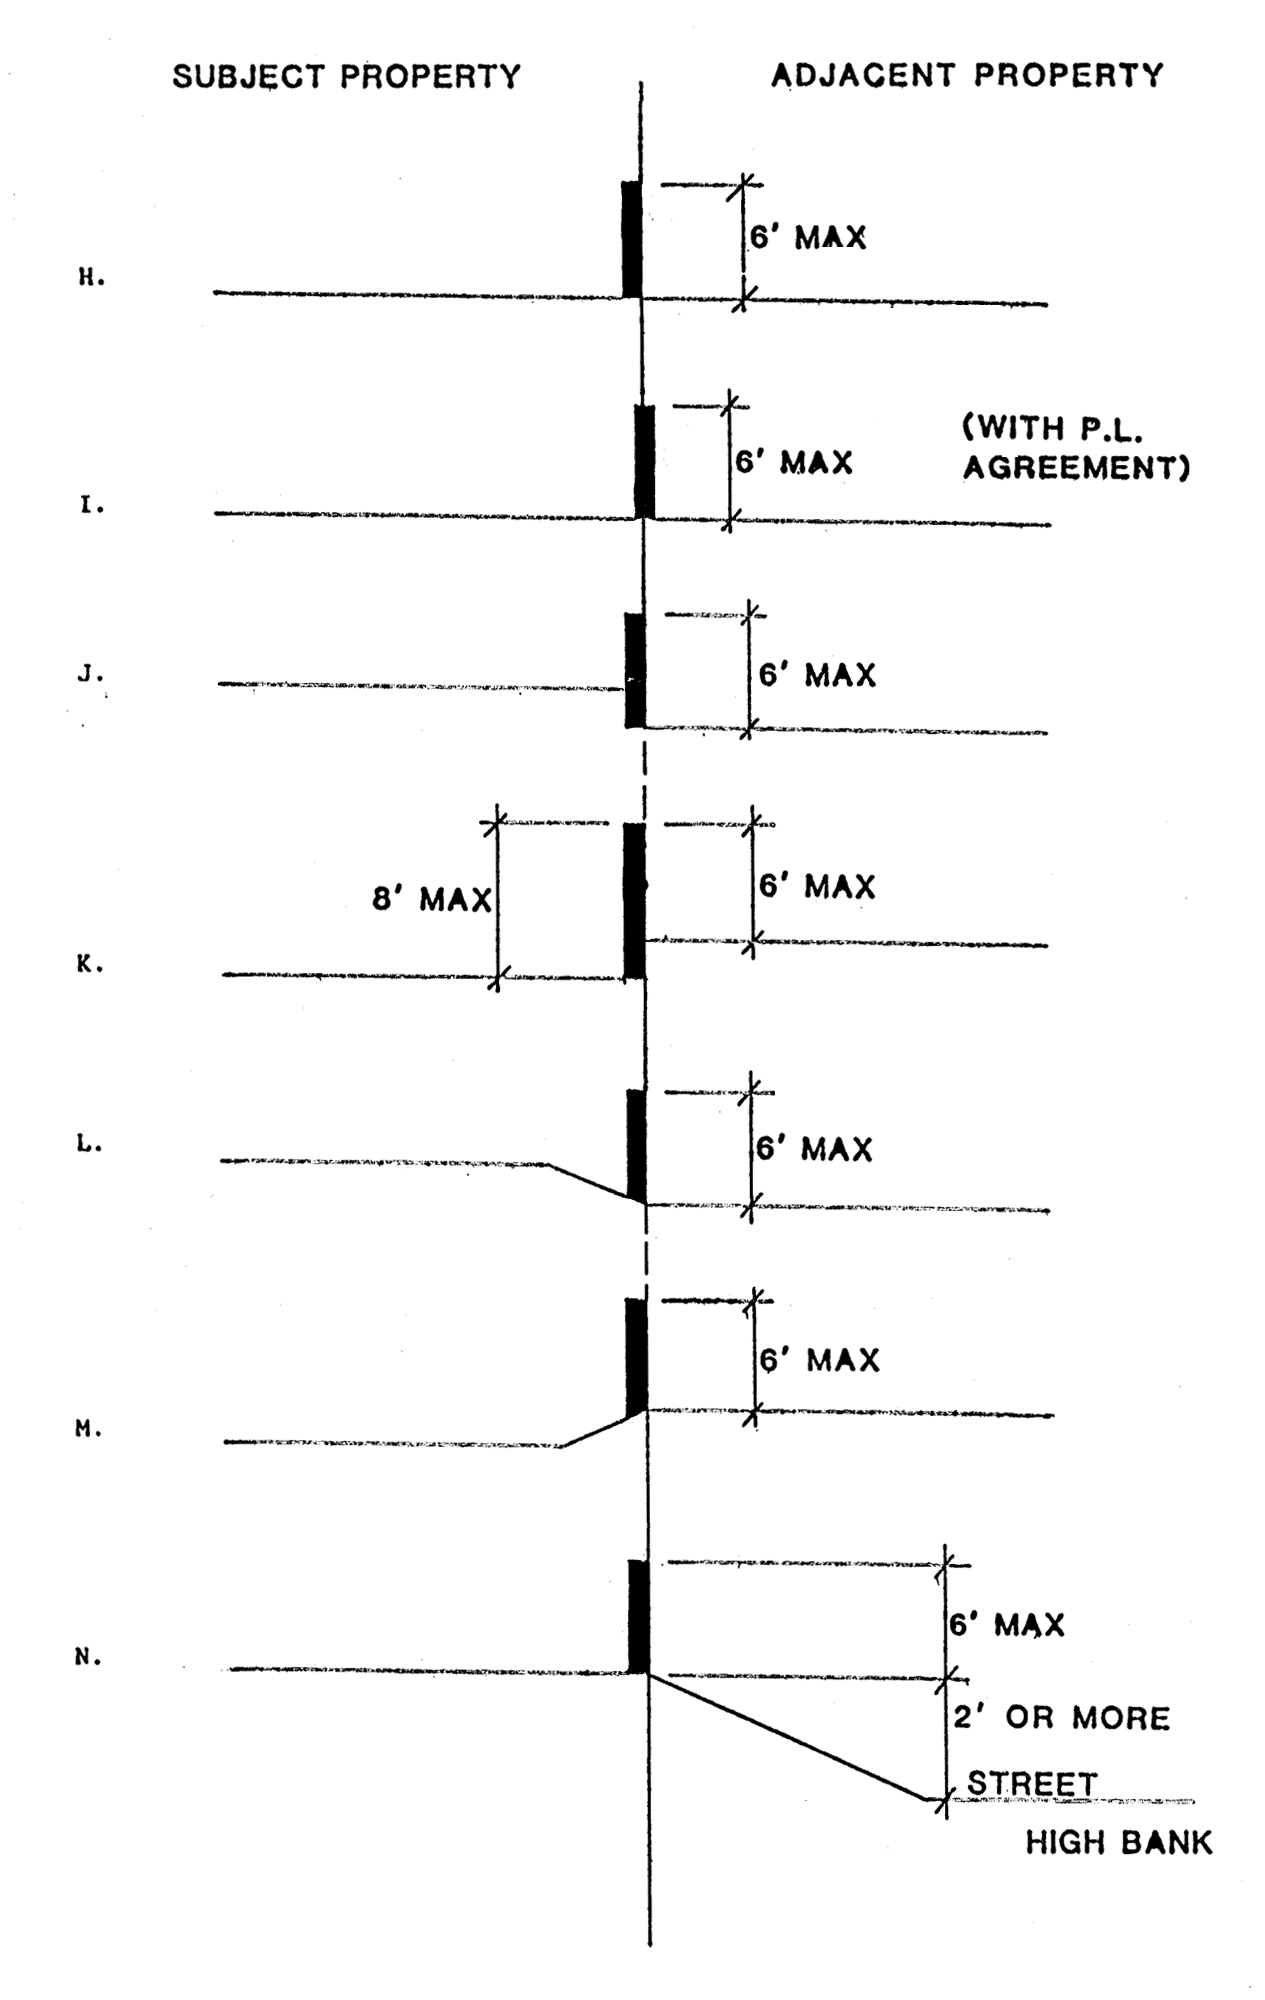 SUBJECT PROPERTY
ADJACENT PROPERTY
6' MAX
H.
(WITH P.L.
AGREEMENT)
6' MAX
I.
6' MAX
J.
8' MAX
6' MAX
K.
6' MAX
L.
6' MAX
M.
6' MAX
N.
2' OR MORE
STREET
HIGH BANK